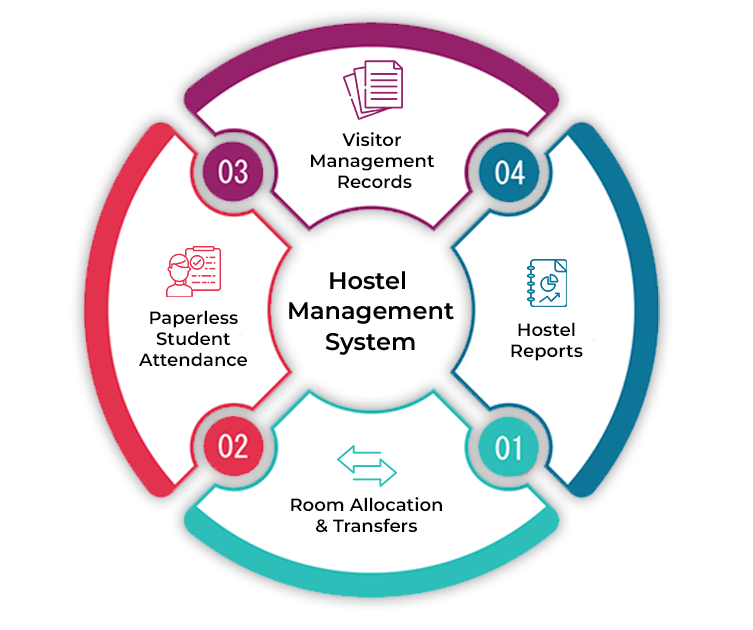 Visitor
Management
Records
03
04
Hostel
Management
System
Paperless
Student
Attendance
Hostel
Reports
02
01
Room Allocation
& Transfers